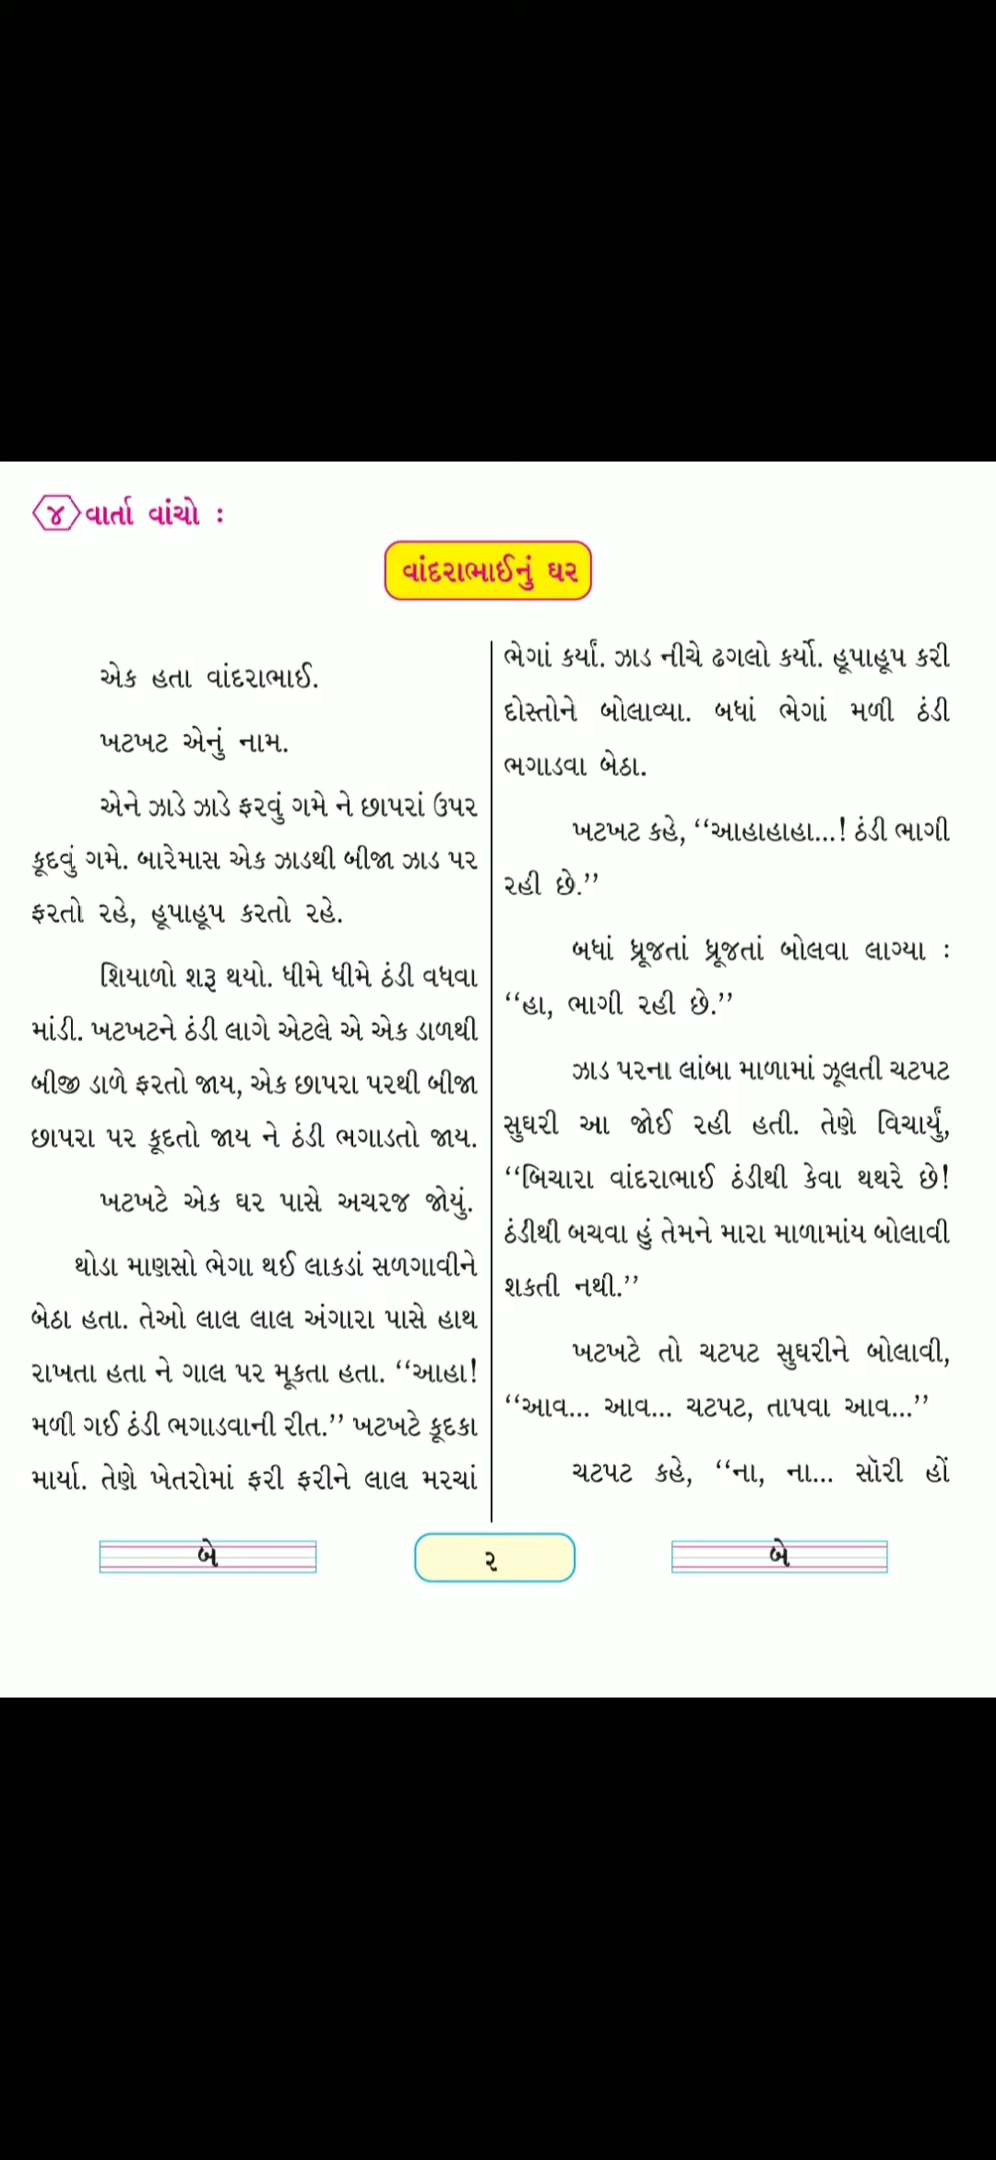 ૪ વાર્તા વાંચો :
વાંદરાભાઈનું ઘર
એક હતા વાંદરાભાઈ.
ખટખટ એનું નામ.
એને ઝાડે ઝાડે ફરવું ગમે ને છાપરાં ઉપર
કૂદવું ગમે. બારેમાસ એક ઝાડથી બીજા ઝાડ પર
ફરતો રહે, હૂપાહૂપ કરતો રહે.
શિયાળો શરૂ થયો. ધીમે ધીમે ઠંડી વધવા
માંડી. ખટખટને ઠંડી લાગે એટલે એ એક ડાળથી
બીજી ડાળે ફરતો જાય, એક છાપરા પરથી બીજા
છાપરા પર કૂદતો જાય ને ઠંડી ભગાડતો જાય.
ખટખટે એક ઘર પાસે અચરજ જોયું.
થોડા માણસો ભેગા થઈ લાકડાં સળગાવીને
બેઠા હતા. તેઓ લાલ લાલ અંગારા પાસે હાથ
રાખતા હતા ને ગાલ પર મૂકતા હતા. ‘‘આહા!
મળી ગઈ ઠંડી ભગાડવાની રીત.’’ ખટખટે કૂદકા
માર્યા. તેણે ખેતરોમાં ફરી ફરીને લાલ મરચાં
ભેગાં કર્યાં. ઝાડ નીચે ઢગલો કર્યો. હૂપાહૂપ કરી
દોસ્તોને બોલાવ્યા. બધાં ભેગાં મળી ઠંડી
ભગાડવા બેઠા.
ખટખટ કહે, ‘‘આહાહાહા...! ઠંડી ભાગી
રહી છે.’’
બધાં ધ્રૂજતાં ધ્રૂજતાં બોલવા લાગ્યા :
‘‘હા, ભાગી રહી છે.’’
ઝાડ પરના લાંબા માળામાં ઝૂલતી ચટપટ
સુઘરી આ જોઈ રહી હતી. તેણે વિચાર્યું,
‘‘બિચારા વાંદરાભાઈ ઠંડીથી કેવા થથરે છે!
ઠંડીથી બચવા હું તેમને મારા માળામાંય બોલાવી
શકતી નથી.’’
ખટખટે તો ચટપટ સુઘરીને બોલાવી,
‘‘આવ... આવ... ચટપટ, તાપવા આવ...’’
ચટપટ કહે, ‘‘ના, ના... સૉરી હોં
બે
૨
બે